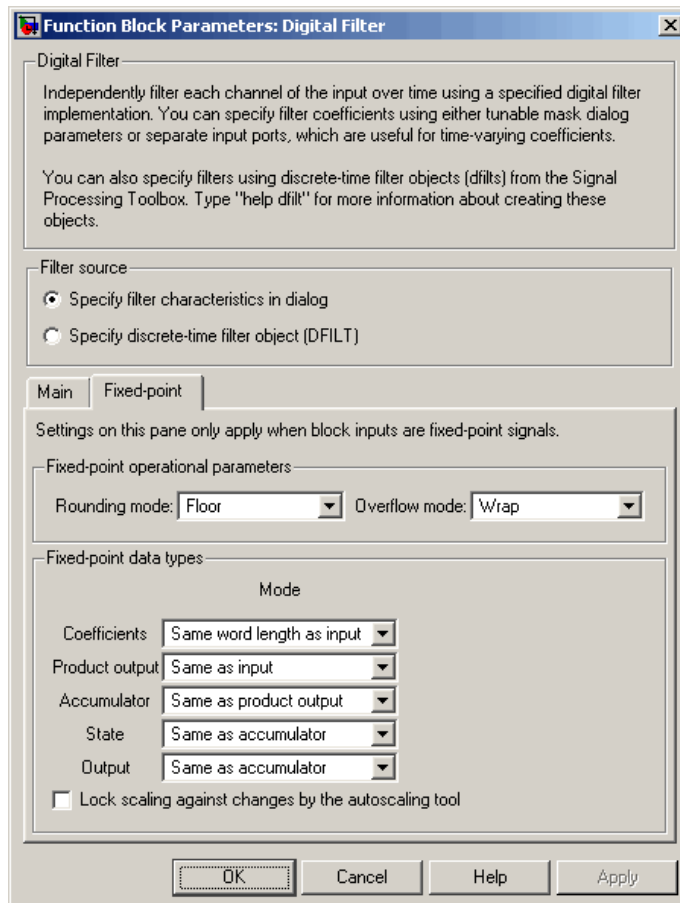 Function Block Parameters: Digital Filter
Digital Filter
Independently filter each channel of the input over time using a specified digital filter
implementation. You can specify filter coefficients using either tunable mask dialog
parameters or separate input ports, which are useful for time-varying coefficients.
You can also specify filters using discrete-time filter objects (dfilts) from the Signal
Processing Toolbox. Type "help dfilt" for more information about creating these
objects.
Filter source
Specify filter characteristics in dialog
Specify discrete-time filter object (DFILT)
Main Fixed-point
Settings on this pane only apply when block inputs are fixed-point signals.
Fixed-point operational parameters
Rounding mode: Floor Overflow mode: Wrap
Fixed-point data types
Mode
Coefficients Same word length as input
Product output Same as input
Accumulator Same as product output
State Same as accumulator
Output Same as accumulator
Lock scaling against changes by the autoscaling tool
OK Cancel Help Apply